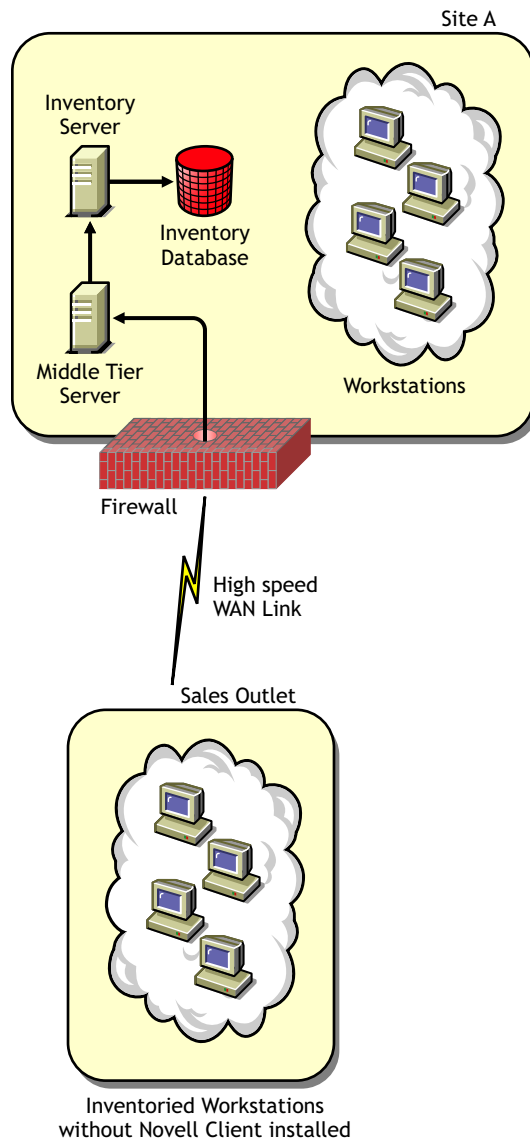 Site A
Inventory
Server
Inventory
Database
Middle Tier
Server
Workstations
Firewall
High speed
WAN Link
Sales Outlet
Inventoried Workstations
without Novell Client installed